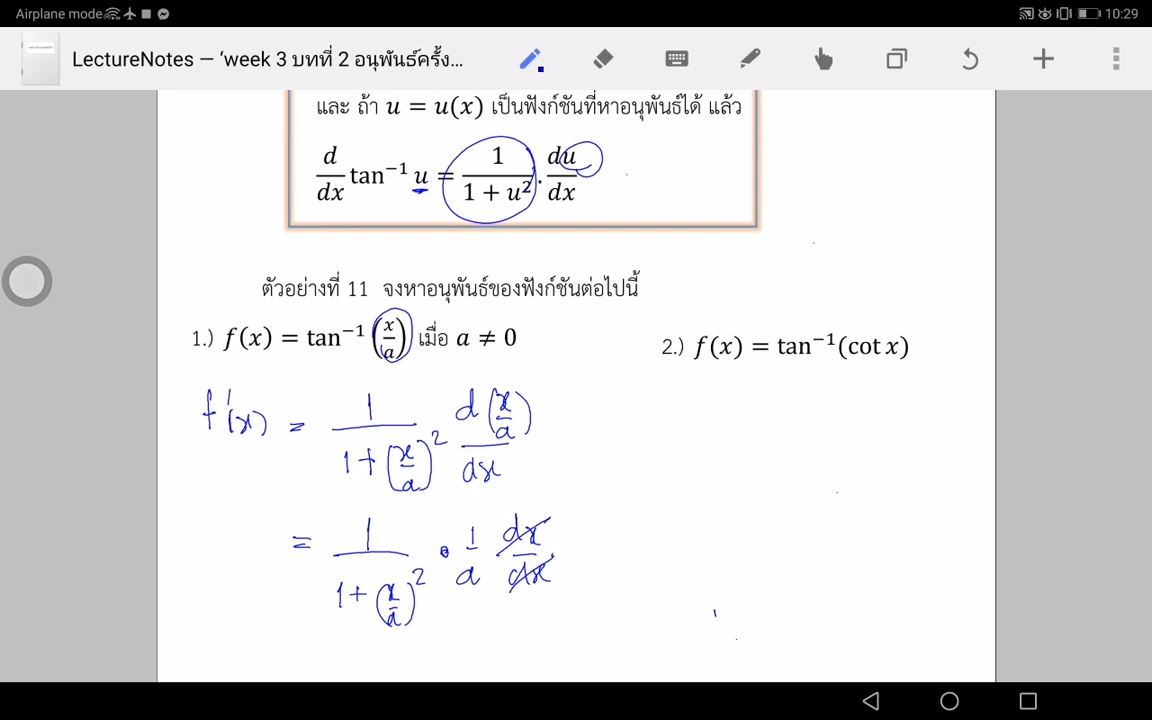 Airplane mode 10:29
LectureNotes – ‘week 3 บทที่ 2 อนุพันธ์ครั้ง...
และ ถ้า u = u(x) เป็นฟังก์ชันที่หาอนุพันธ์ได้ แล้ว
d/dx tan⁻¹ u = 1/(1 + u²) . du/dx
ตัวอย่างที่ 11 จงหาอนุพันธ์ของฟังก์ชันต่อไปนี้
1.) f(x) = tan⁻¹ (x/a) เมื่อ a ≠ 0
2.) f(x) = tan⁻¹(cot x)
f'(x) = 1/(1+(x/a)²) d(x/a)/dx
= 1/(1+(x/a)²) • 1/a dx/dx